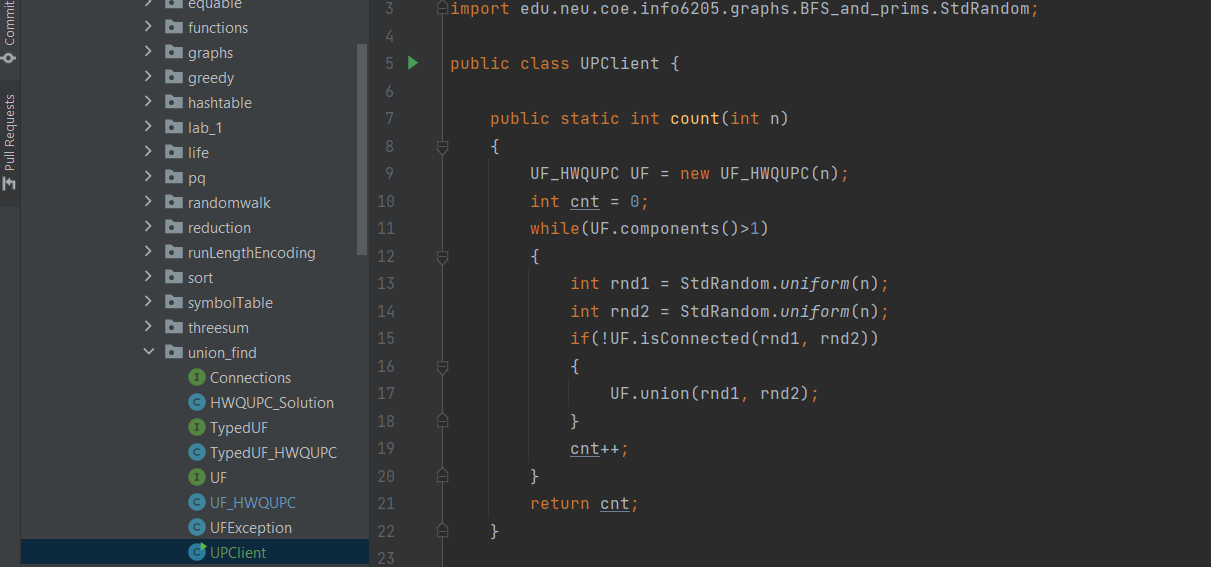 Commit
Pull Requests
equable
functions
graphs
greedy
hashtable
lab_1
life
pq
randomwalk
reduction
runLengthEncoding
sort
symbolTable
threesum
union_find
I Connections
C HWQUPC_Solution
I TypedUF
C TypedUF_HWQUPC
I UF
C UF_HWQUPC
C UFException
C UPClient
3 import edu.neu.coe.info6205.graphs.BFS_and_prims.StdRandom;
4
5 public class UPClient {
6
7 public static int count(int n)
8 {
9 UF_HWQUPC UF = new UF_HWQUPC(n);
10 int cnt = 0;
11 while(UF.components()>1)
12 {
13 int rnd1 = StdRandom.uniform(n);
14 int rnd2 = StdRandom.uniform(n);
15 if(!UF.isConnected(rnd1, rnd2))
16 {
17 UF.union(rnd1, rnd2);
18 }
19 cnt++;
20 }
21 return cnt;
22 }
23